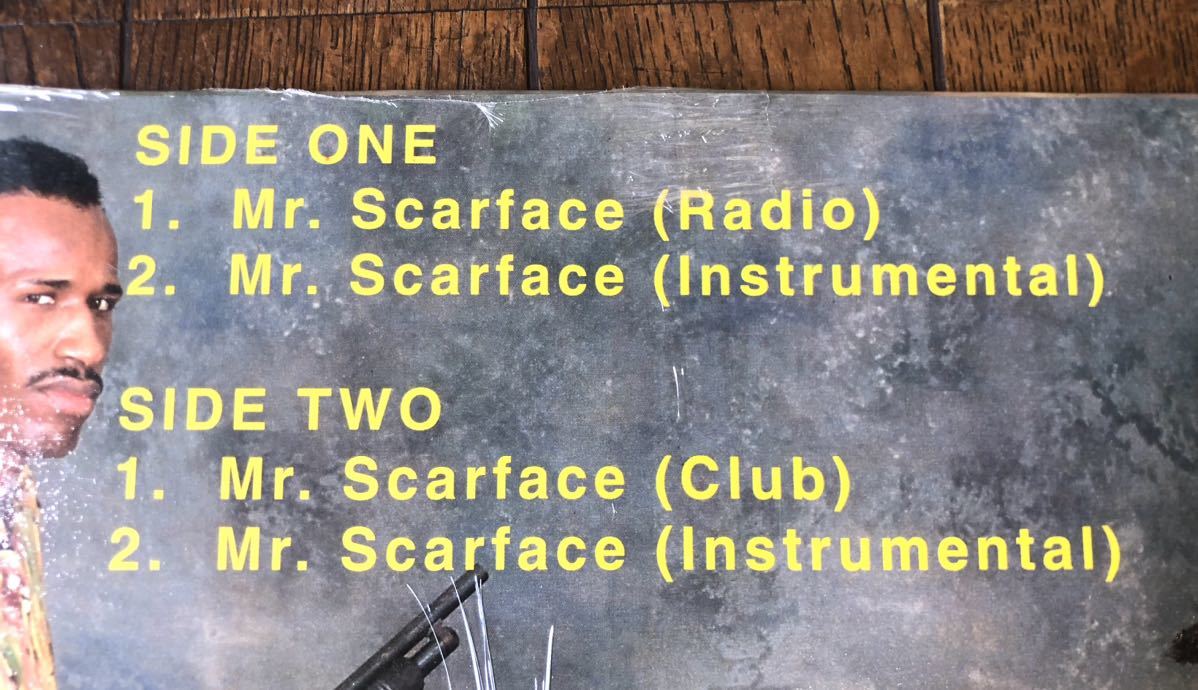 SIDE ONE
1. Mr. Scarface (Radio)
2. Mr. Scarface (Instrumental)
SIDE TWO
1. Mr. Scarface (Club)
2. Mr. Scarface (Instrumental)